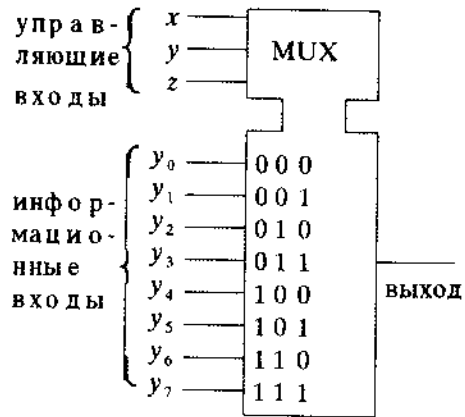 управ-
ляющие
входы
x
y
z
MUX
инфор-
мацио-
нные
входы
y0 000
y1 001
y2 010
y3 011
y4 100
y5 101
y6 110
y7 111
выход